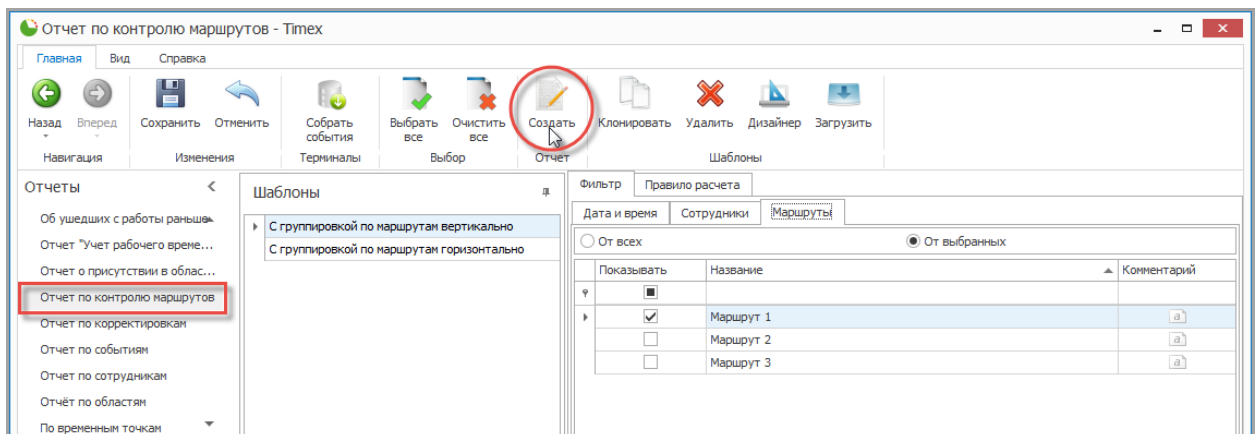 Отчет по контролю маршрутов - Timex
Главная Вид Справка
Назад Вперед Сохранить Отменить Собрать события Выбрать все Очистить все Создать Клонировать Удалить Дизайнер Загрузить
Навигация Изменения Терминалы Выбор Отчет Шаблоны
Отчеты
Об ушедших с работы раньше
Отчет "Учет рабочего време...
Отчет о присутствии в облас...
Отчет по контролю маршрутов
Отчет по корректировкам
Отчет по событиям
Отчет по сотрудникам
Отчёт по областям
По временным точкам
Шаблоны
С группировкой по маршрутам вертикально
С группировкой по маршрутам горизонтально
Фильтр Правило расчета
Дата и время Сотрудники Маршруты
От всех От выбранных
Показывать Название Комментарий
Маршрут 1 a
Маршрут 2 a
Маршрут 3 a